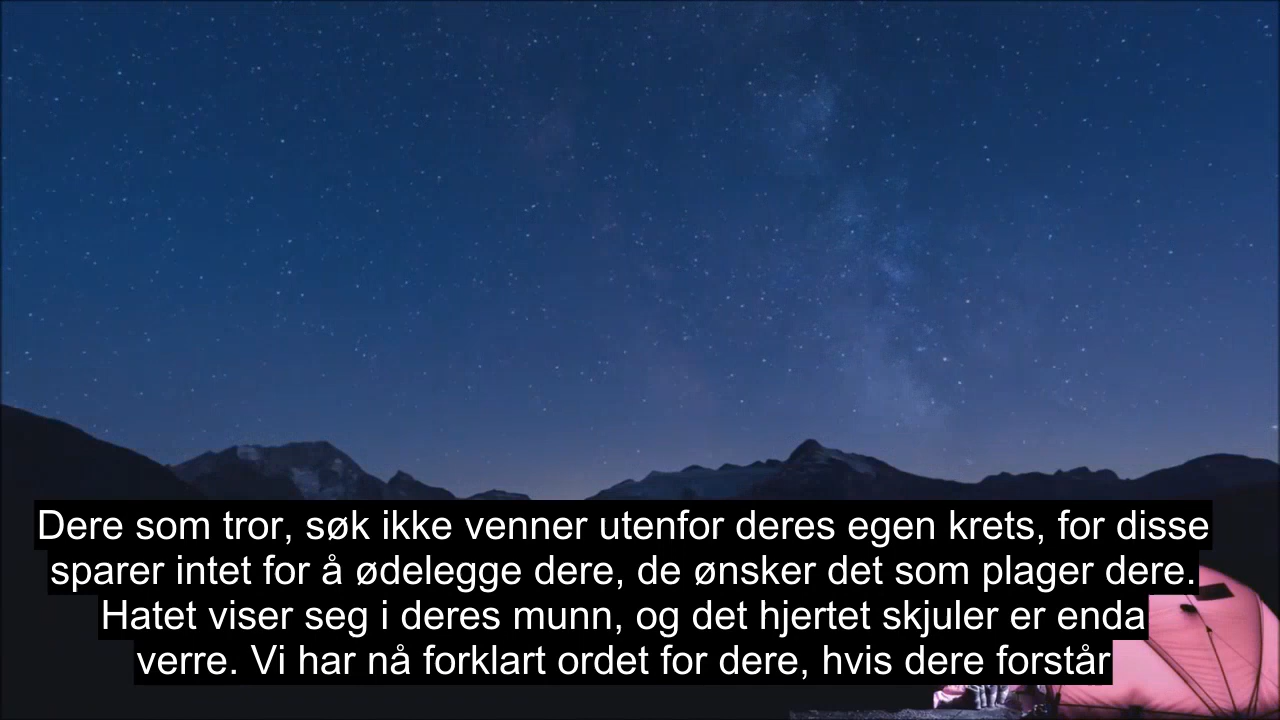 Dere som tror, søk ikke venner utenfor deres egen krets, for disse
sparer intet for å ødelegge dere, de ønsker det som plager dere.
Hatet viser seg i deres munn, og det hjertet skjuler er enda
verre. Vi har nå forklart ordet for dere, hvis dere forstår